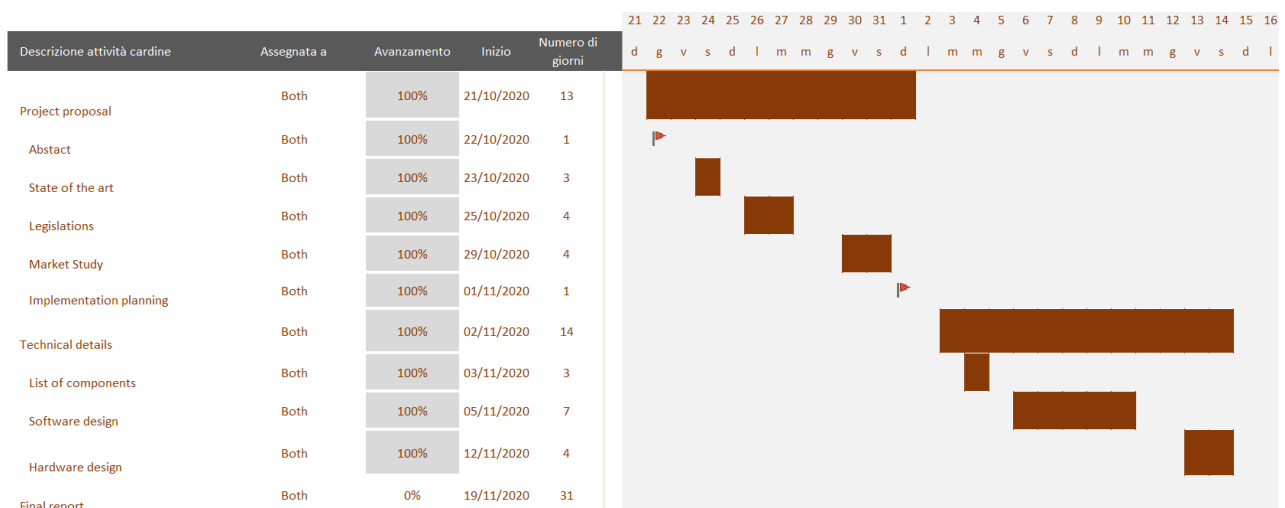 21 22 23 24 25 26 27 28 29 30 31 1 2 3 4 5 6 7 8 9 10 11 12 13 14 15 16
Descrizione attività cardine Assegnata a Avanzamento Inizio Numero di giorni d g v s d l m m g v s d l m m g v s d l m m g v s d l
Project proposal Both 100% 21/10/2020 13
Abstact Both 100% 22/10/2020 1
State of the art Both 100% 23/10/2020 3
Legislations Both 100% 25/10/2020 4
Market Study Both 100% 29/10/2020 4
Implementation planning Both 100% 01/11/2020 1
Technical details Both 100% 02/11/2020 14
List of components Both 100% 03/11/2020 3
Software design Both 100% 05/11/2020 7
Hardware design Both 100% 12/11/2020 4
Final report Both 0% 19/11/2020 31